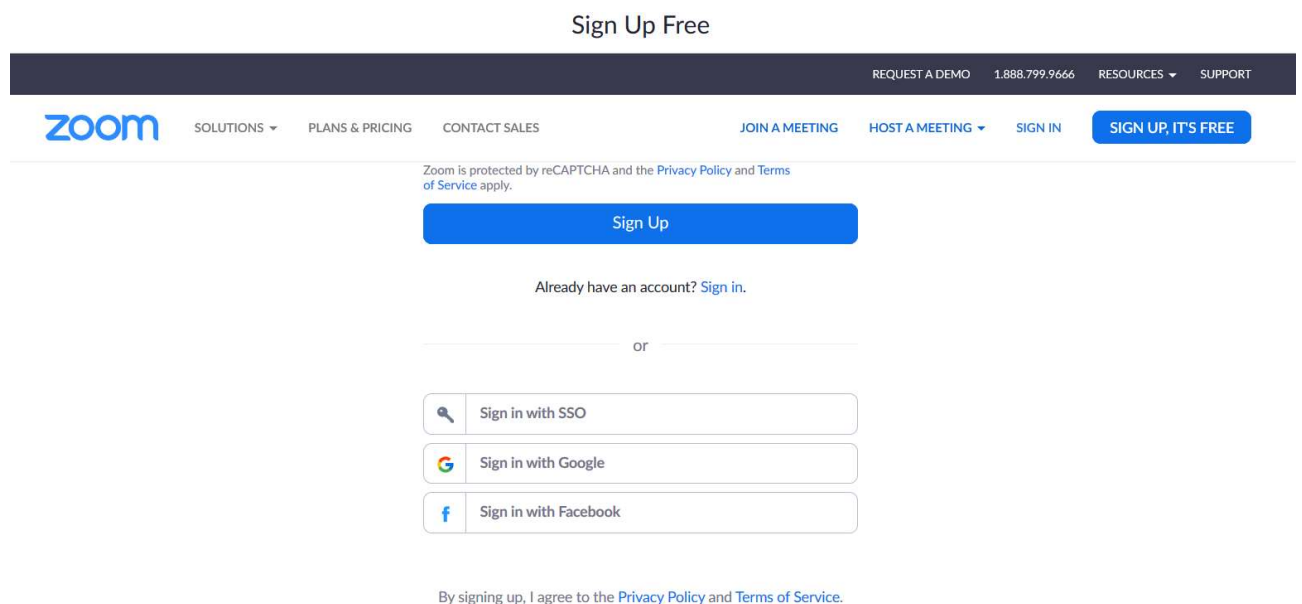 Sign Up Free
REQUEST A DEMO 1.888.799.9666 RESOURCES SUPPORT
zoom SOLUTIONS PLANS & PRICING CONTACT SALES JOIN A MEETING HOST A MEETING SIGN IN SIGN UP, IT'S FREE
Zoom is protected by reCAPTCHA and the Privacy Policy and Terms
of Service apply.
Sign Up
Already have an account? Sign in.
or
Sign in with SSO
Sign in with Google
Sign in with Facebook
By signing up, I agree to the Privacy Policy and Terms of Service.